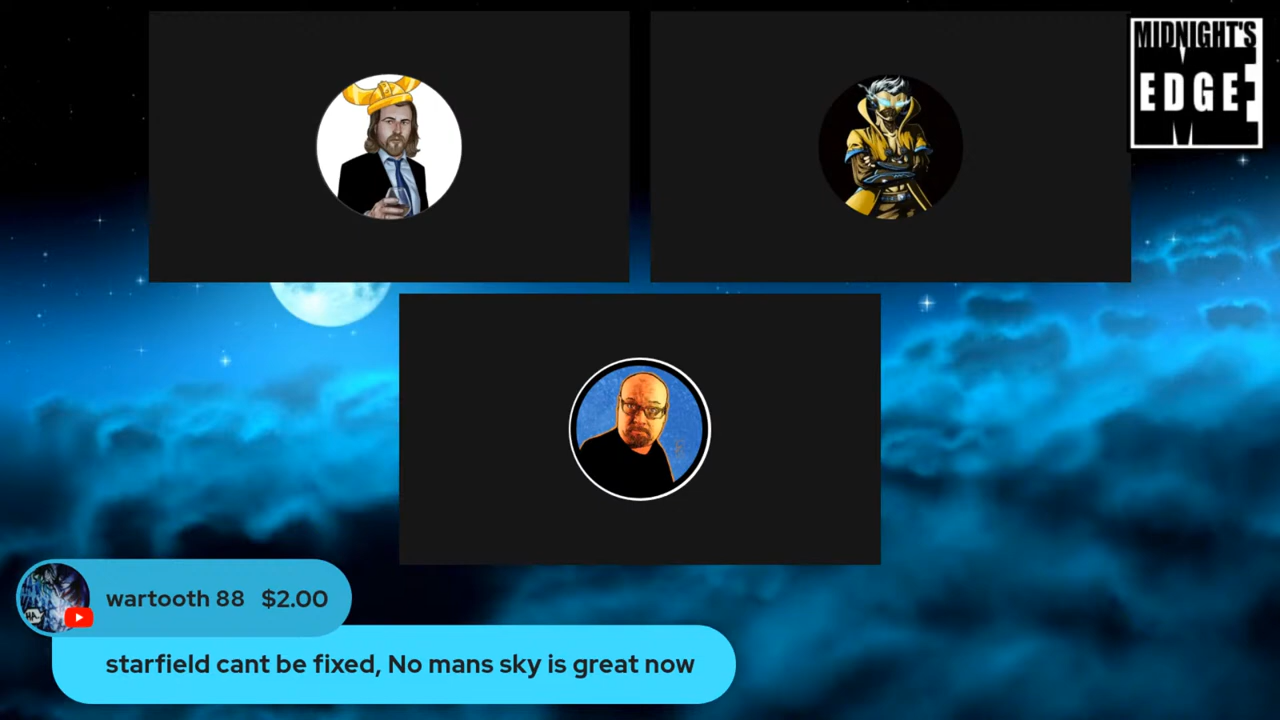 MIDNIGHT'S
EDGE
wartooth 88 $2.00
starfield cant be fixed, No mans sky is great now